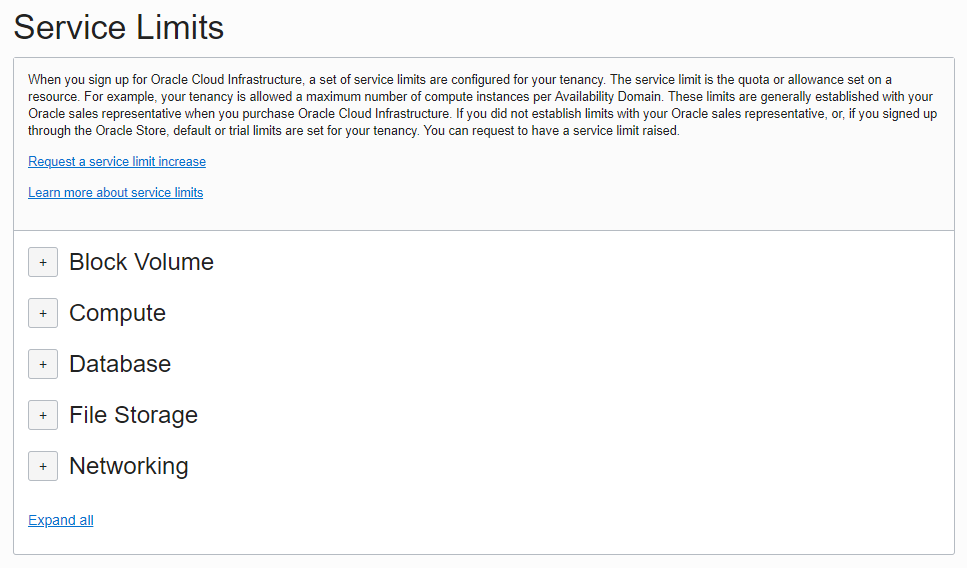 Service Limits
When you sign up for Oracle Cloud Infrastructure, a set of service limits are configured for your tenancy. The service limit is the quota or allowance set on a
resource. For example, your tenancy is allowed a maximum number of compute instances per Availability Domain. These limits are generally established with your
Oracle sales representative when you purchase Oracle Cloud Infrastructure. If you did not establish limits with your Oracle sales representative, or, if you signed up
through the Oracle Store, default or trial limits are set for your tenancy. You can request to have a service limit raised.
Request a service limit increase
Learn more about service limits
+ Block Volume
+ Compute
+ Database
+ File Storage
+ Networking
Expand all